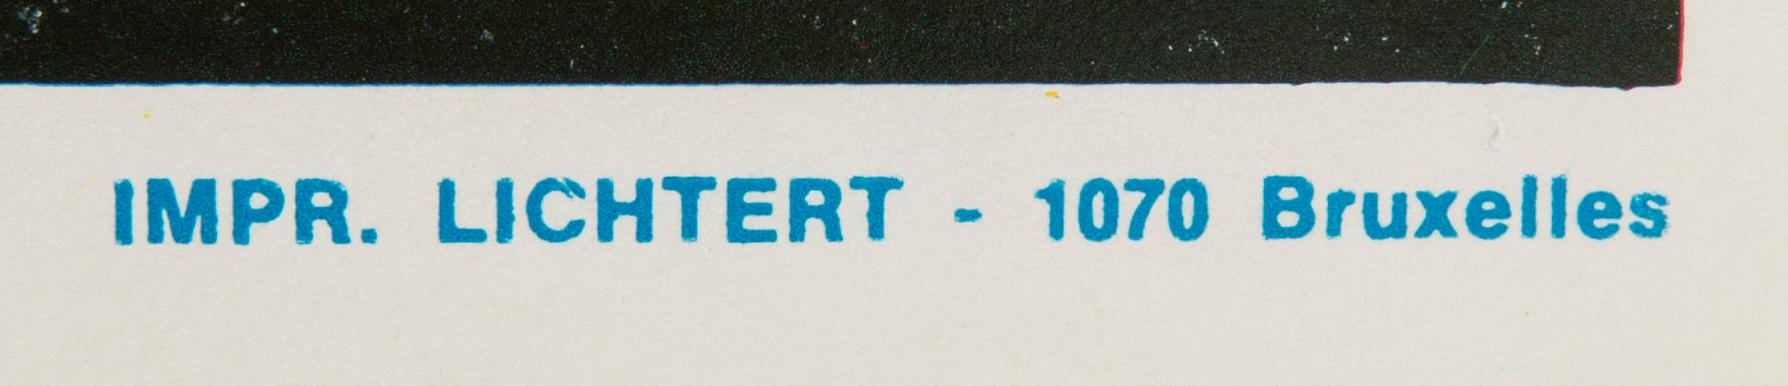 IMPR. LICHTERT - 1070 Bruxelles